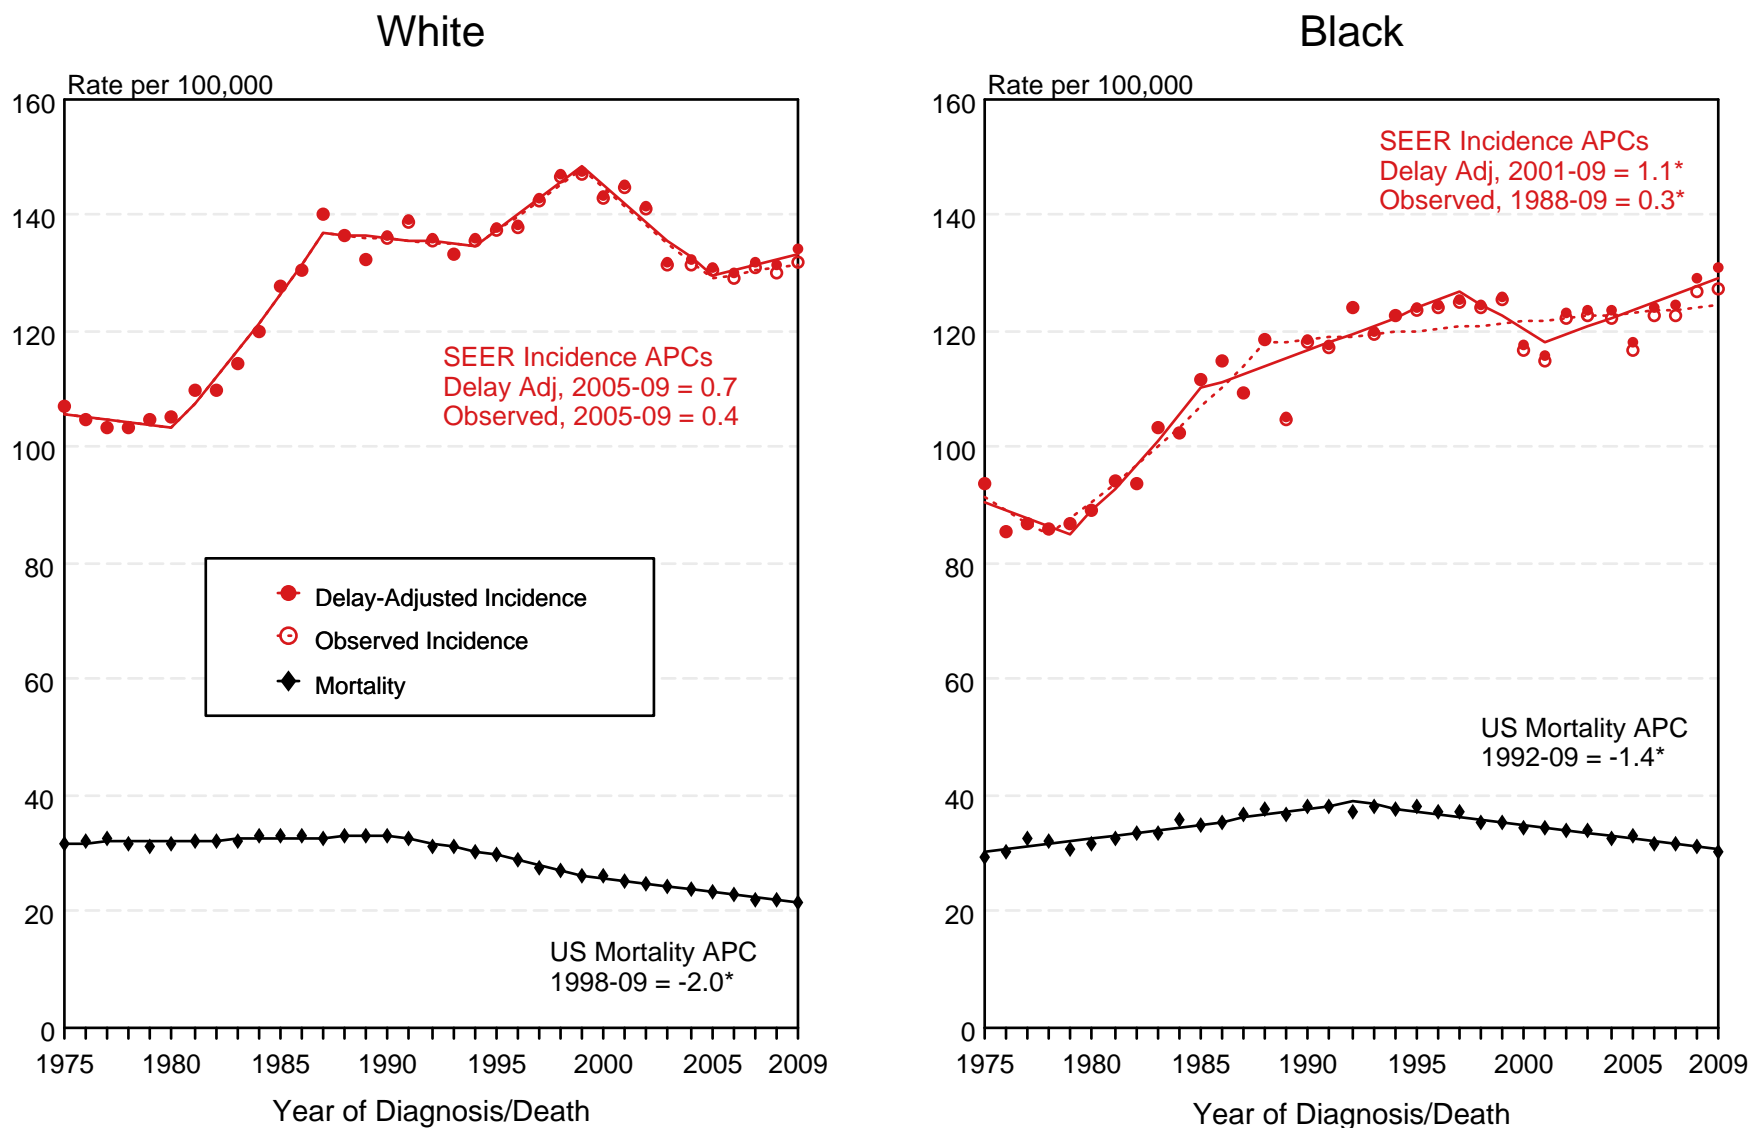 White
Rate per 100,000
160
140
120
100
80
60
40
20
0
SEER Incidence APCs
Delay Adj, 2005-09 = 0.7
Observed, 2005-09 = 0.4
Delay-Adjusted Incidence
Observed Incidence
Mortality
US Mortality APC
1998-09 = -2.0*
1975 1980 1985 1990 1995 2000 2005 2009
Year of Diagnosis/Death
Black
Rate per 100,000
160
140
120
100
80
60
40
20
0
SEER Incidence APCs
Delay Adj, 2001-09 = 1.1*
Observed, 1988-09 = 0.3*
US Mortality APC
1992-09 = -1.4*
1975 1980 1985 1990 1995 2000 2005 2009
Year of Diagnosis/Death